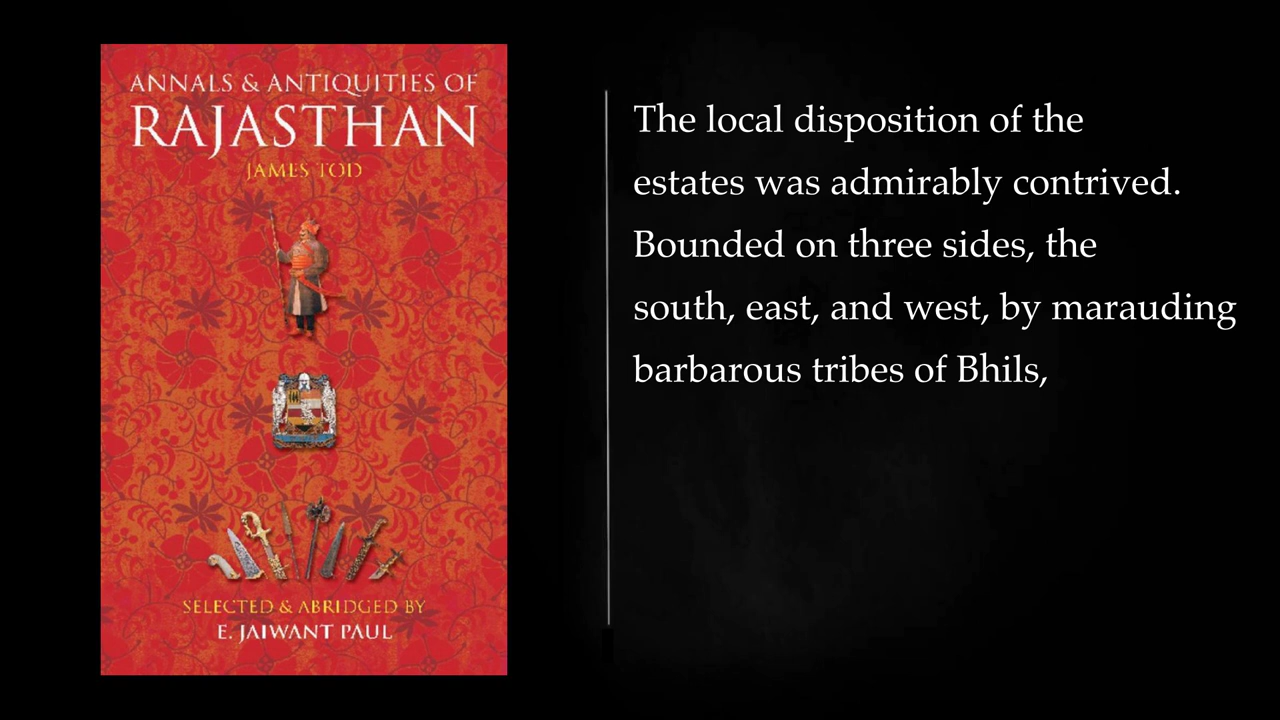 ANNALS & ANTIQUITIES OF
RAJASTHAN
JAMES TOD
SELECTED & ABRIDGED BY
E. JAIWANT PAUL
The local disposition of the
estates was admirably contrived.
Bounded on three sides, the
south, east, and west, by marauding
barbarous tribes of Bhils,